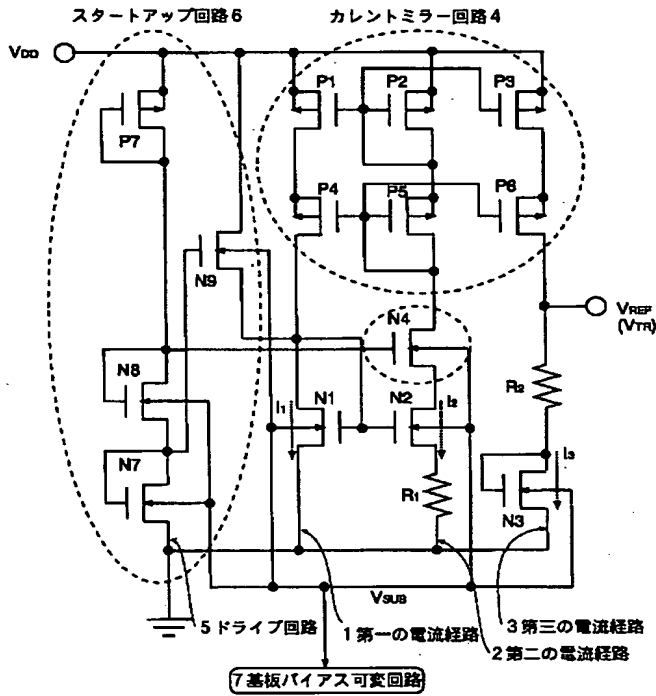 スタートアップ回路6
カレントミラー回路4
VDD
P1
P2
P3
P7
P4
P5
P6
N9
N4
VREF
(VTR)
N8
I1
N1
N2
I2
R2
N7
R1
I3
N3
VSUB
5ドライブ回路
1第一の電流経路
3第三の電流経路
2第二の電流経路
7基板バイアス可変回路